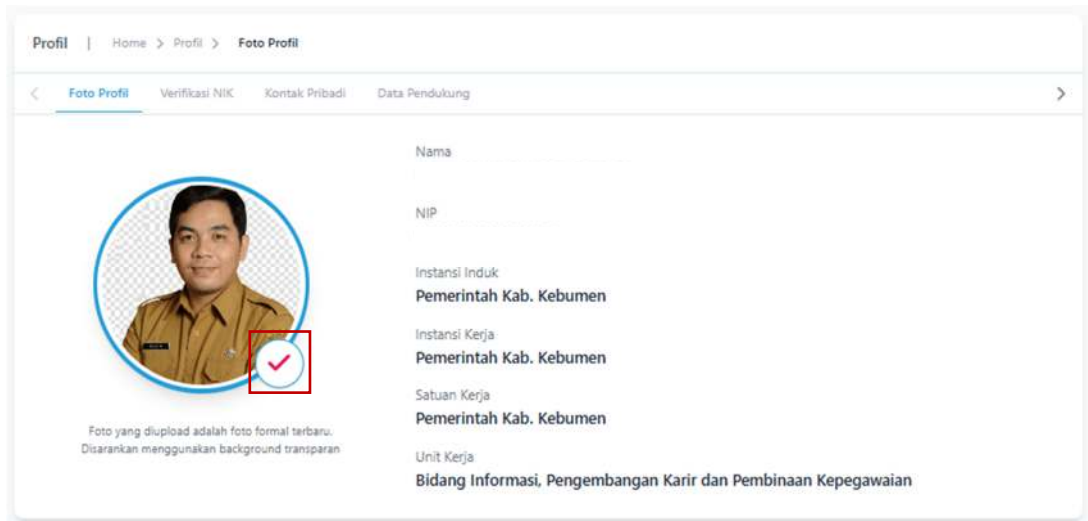 Profil | Home > Profil > Foto Profil
< Foto Profil Verifikasi NIK Kontak Pribadi Data Pendukung >
Nama
NIP
Instansi Induk
Pemerintah Kab. Kebumen
Instansi Kerja
Pemerintah Kab. Kebumen
Satuan Kerja
Pemerintah Kab. Kebumen
Unit Kerja
Bidang Informasi, Pengembangan Karir dan Pembinaan Kepegawaian
Foto yang diupload adalah foto formal terbaru.
Disarankan menggunakan background transparan